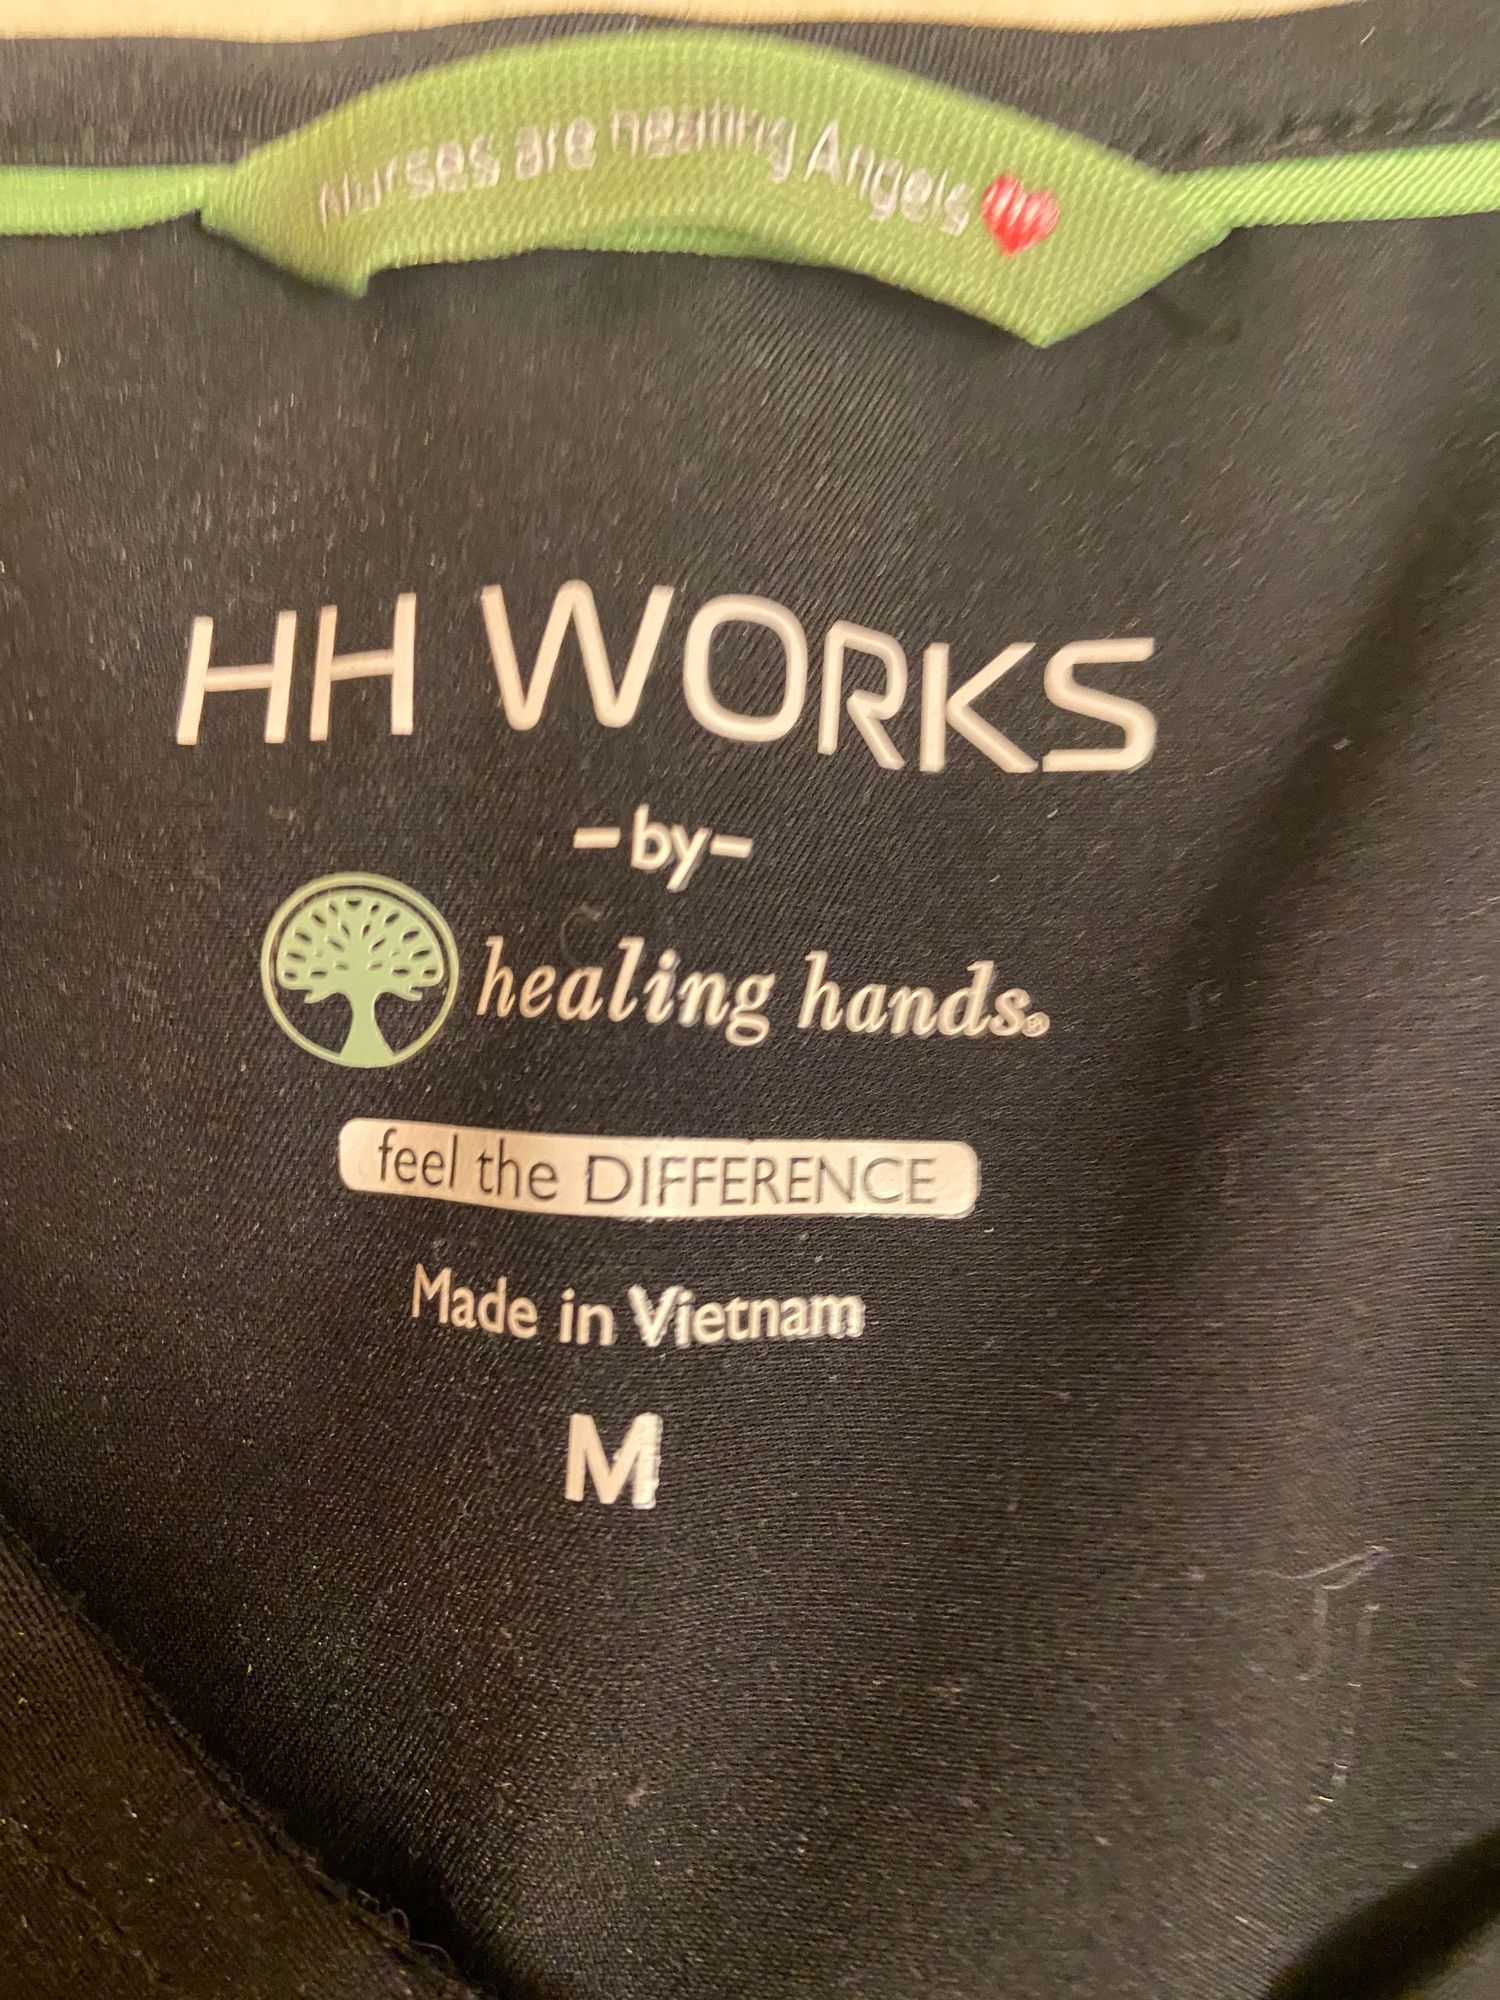 Nurses are healing Angels
HH WORKS
-by-
healing hands®
feel the DIFFERENCE
Made in Vietnam
M